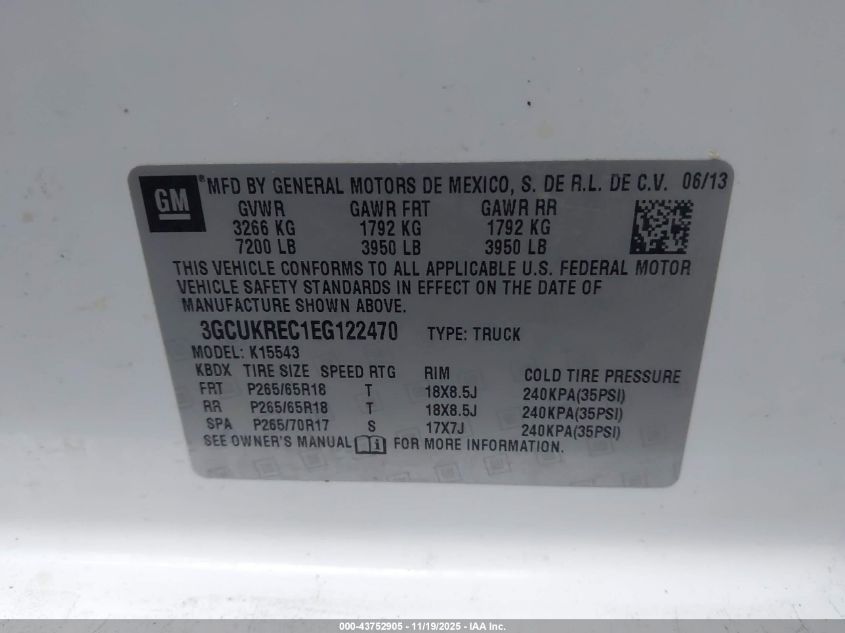 GM ® MFD BY GENERAL MOTORS DE MEXICO, S. DE R.L. DE C.V. 06/13
GVWR GAWR FRT GAWR RR
3266 KG 1792 KG 1792 KG
7200 LB 3950 LB 3950 LB
THIS VEHICLE CONFORMS TO ALL APPLICABLE U.S. FEDERAL MOTOR
VEHICLE SAFETY STANDARDS IN EFFECT ON THE DATE OF
MANUFACTURE SHOWN ABOVE.
3GCUKREC1EG122470 TYPE: TRUCK
MODEL: K15543
KBDX TIRE SIZE SPEED RTG RIM COLD TIRE PRESSURE
FRT P265/65R18 T 18X8.5J 240KPA(35PSI)
RR P265/65R18 T 18X8.5J 240KPA(35PSI)
SPA P265/70R17 S 17X7J 240KPA(35PSI)
SEE OWNER'S MANUAL FOR MORE INFORMATION.
000-43752905 - 11/19/2025 - IAA Inc.